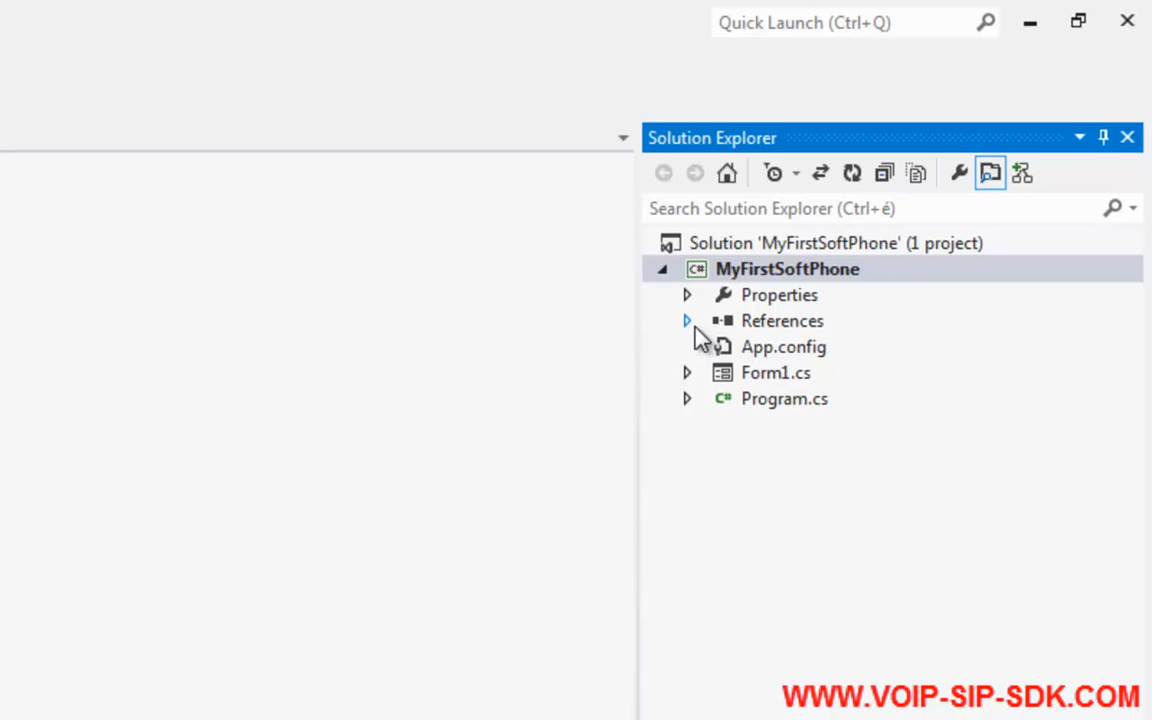 Quick Launch (Ctrl+Q)
Solution Explorer
Search Solution Explorer (Ctrl+é)
Solution 'MyFirstSoftPhone' (1 project)
C# MyFirstSoftPhone
Properties
References
App.config
Form1.cs
C# Program.cs
WWW.VOIP-SIP-SDK.COM